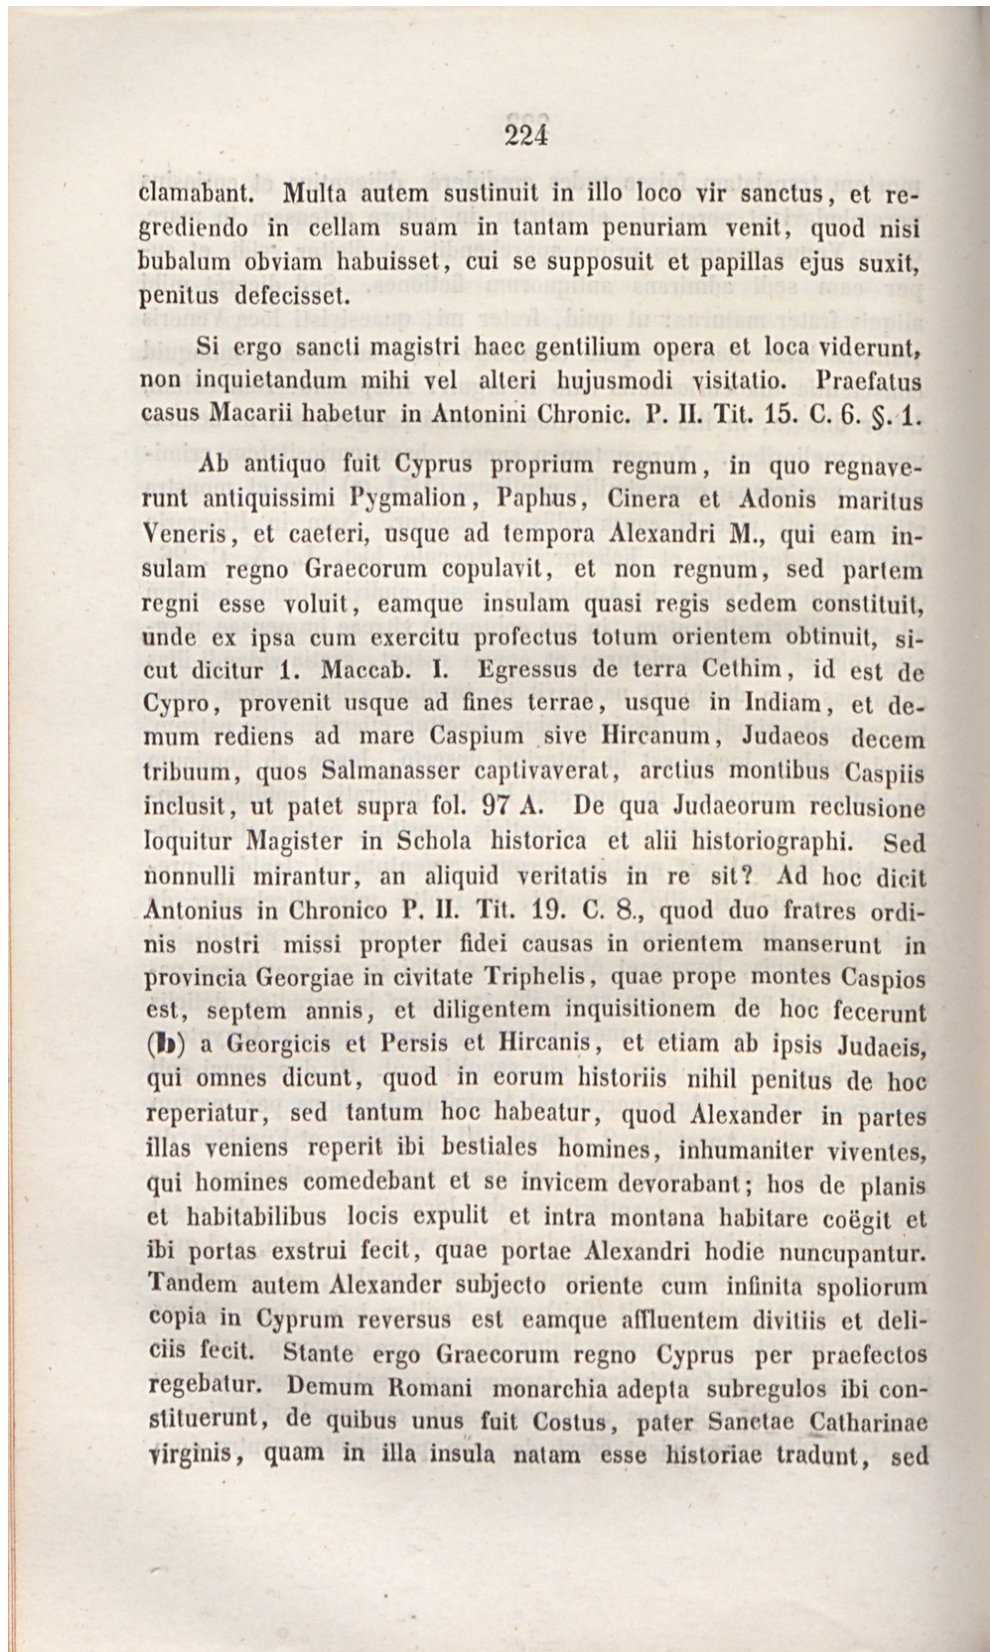 224
clamabant. Multa autem sustinuit in illo loco vir sanctus, et re-
grediendo in cellam suam in tantam penuriam venit, quod nisi
bubalum obviam habuisset, cui se supposuit et papillas ejus suxit,
penitus defecisset.
Si ergo sancti magistri haec gentilium opera et loca viderunt,
non inquietandum mihi vel alteri hujusmodi visitatio. Praefatus
casus Macarii habetur in Antonini Chronic. P. II. Tit. 15. C. 6. §. 1.
Ab antiquo fuit Cyprus proprium regnum, in quo regnave-
runt antiquissimi Pygmalion, Paphus, Cinera et Adonis maritus
Veneris, et caeteri, usque ad tempora Alexandri M., qui eam in-
sulam regno Graecorum copulavit, et non regnum, sed partem
regni esse voluit, eamque insulam quasi regis sedem constituit,
unde ex ipsa cum exercitu profectus totum orientem obtinuit, si-
cut dicitur 1. Maccab. I. Egressus de terra Cethim, id est de
Cypro, provenit usque ad fines terrae, usque in Indiam, et de-
mum rediens ad mare Caspium sive Hircanum, Judaeos decem
tribuum, quos Salmanasser captivaverat, arctius montibus Caspiis
inclusit, ut patet supra fol. 97 A. De qua Judaeorum reclusione
loquitur Magister in Schola historica et alii historiographi. Sed
nonnulli mirantur, an aliquid veritatis in re sit? Ad hoc dicit
Antonius in Chronico P. II. Tit. 19. C. 8., quod duo fratres ordi-
nis nostri missi propter fidei causas in orientem manserunt in
provincia Georgiae in civitate Triphelis, quae prope montes Caspios
est, septem annis, et diligentem inquisitionem de hoc fecerunt
(b) a Georgicis et Persis et Hircanis, et etiam ab ipsis Judaeis,
qui omnes dicunt, quod in eorum historiis nihil penitus de hoc
reperiatur, sed tantum hoc habeatur, quod Alexander in partes
illas veniens reperit ibi bestiales homines, inhumaniter viventes,
qui homines comedebant et se invicem devorabant; hos de planis
et habitabilibus locis expulit et intra montana habitare coëgit et
ibi portas exstrui fecit, quae portae Alexandri hodie nuncupantur.
Tandem autem Alexander subjecto oriente cum infinita spoliorum
copia in Cyprum reversus est eamque affluentem divitiis et deli-
ciis fecit. Stante ergo Graecorum regno Cyprus per praefectos
regebatur. Demum Romani monarchia adepta subregulos ibi con-
stituerunt, de quibus unus fuit Costus, pater Sanctae Catharinae
virginis, quam in illa insula natam esse historiae tradunt, sed